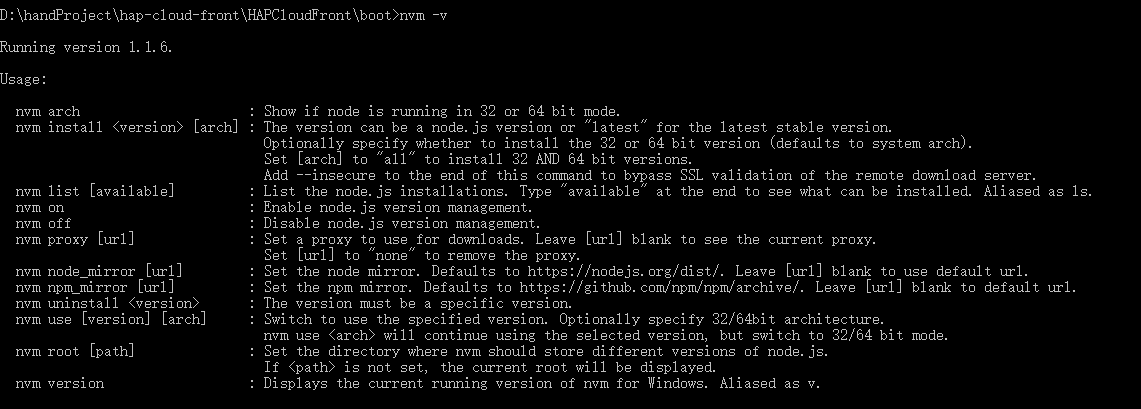 D:\handProject\hap-cloud-front\HAPCloudFront\boot>nvm -v
Running version 1.1.6.
Usage:
nvm arch : Show if node is running in 32 or 64 bit mode.
nvm install <version> [arch] : The version can be a node.js version or "latest" for the latest stable version.
Optionally specify whether to install the 32 or 64 bit version (defaults to system arch).
Set [arch] to "all" to install 32 AND 64 bit versions.
Add --insecure to the end of this command to bypass SSL validation of the remote download server.
nvm list [available] : List the node.js installations. Type "available" at the end to see what can be installed. Aliased as ls.
nvm on : Enable node.js version management.
nvm off : Disable node.js version management.
nvm proxy [url] : Set a proxy to use for downloads. Leave [url] blank to see the current proxy.
Set [url] to "none" to remove the proxy.
nvm node_mirror [url] : Set the node mirror. Defaults to https://nodejs.org/dist/. Leave [url] blank to use default url.
nvm npm_mirror [url] : Set the npm mirror. Defaults to https://github.com/npm/npm/archive/. Leave [url] blank to default url.
nvm uninstall <version> : The version must be a specific version.
nvm use [version] [arch] : Switch to use the specified version. Optionally specify 32/64bit architecture.
nvm use <arch> will continue using the selected version, but switch to 32/64 bit mode.
nvm root [path] : Set the directory where nvm should store different versions of node.js.
If <path> is not set, the current root will be displayed.
nvm version : Displays the current running version of nvm for Windows. Aliased as v.